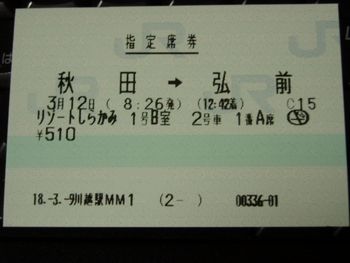 指定席券
秋田 → 弘前
3月12日 ( 8:26発) (12:42着) C15
リゾートしらかみ 1号B室 2号車 1番A席
¥510
18.-3.-9川越駅MM1 (2- ) 00336-01